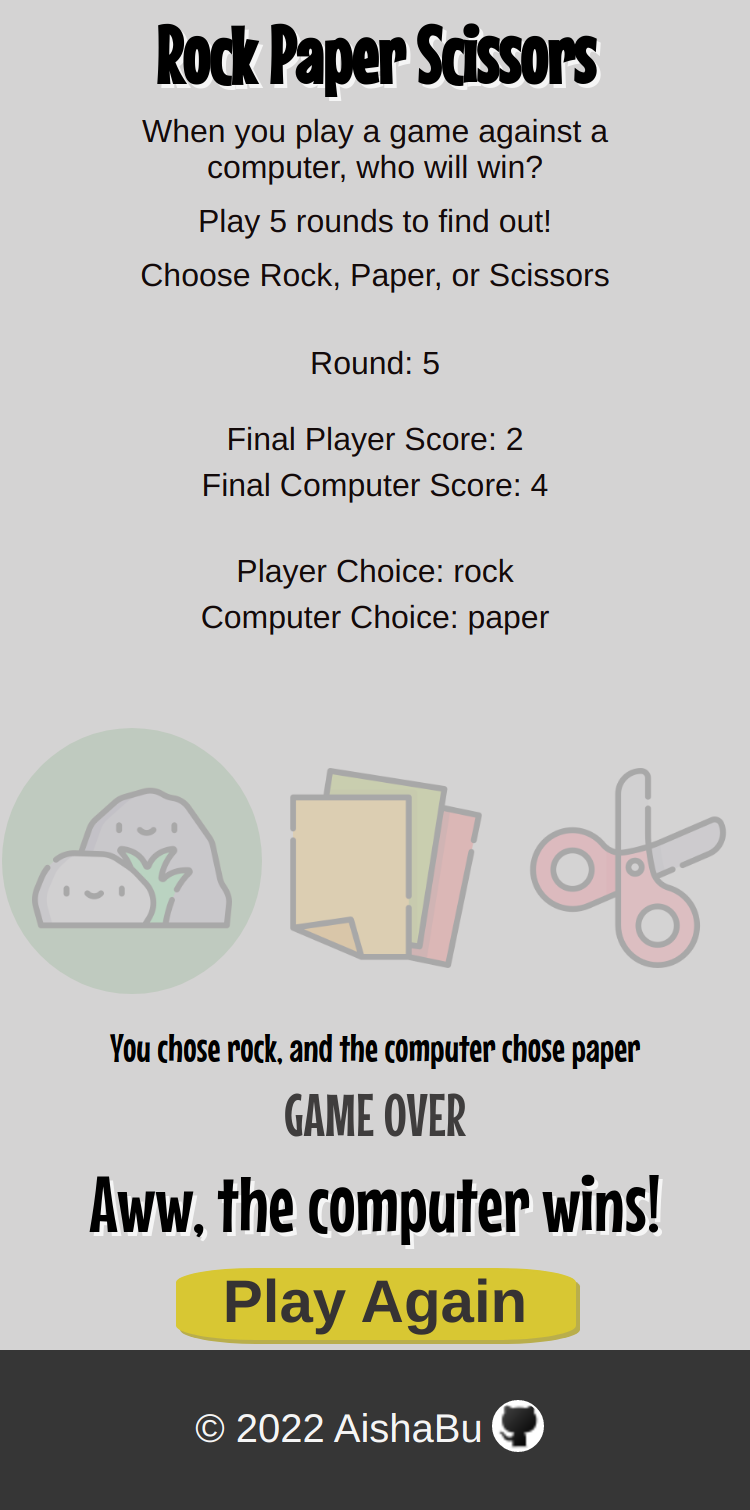 Rock Paper Scissors
When you play a game against a
computer, who will win?
Play 5 rounds to find out!
Choose Rock, Paper, or Scissors
Round: 5
Final Player Score: 2
Final Computer Score: 4
Player Choice: rock
Computer Choice: paper
You chose rock, and the computer chose paper
GAME OVER
Aww, the computer wins!
Play Again
© 2022 AishaBu